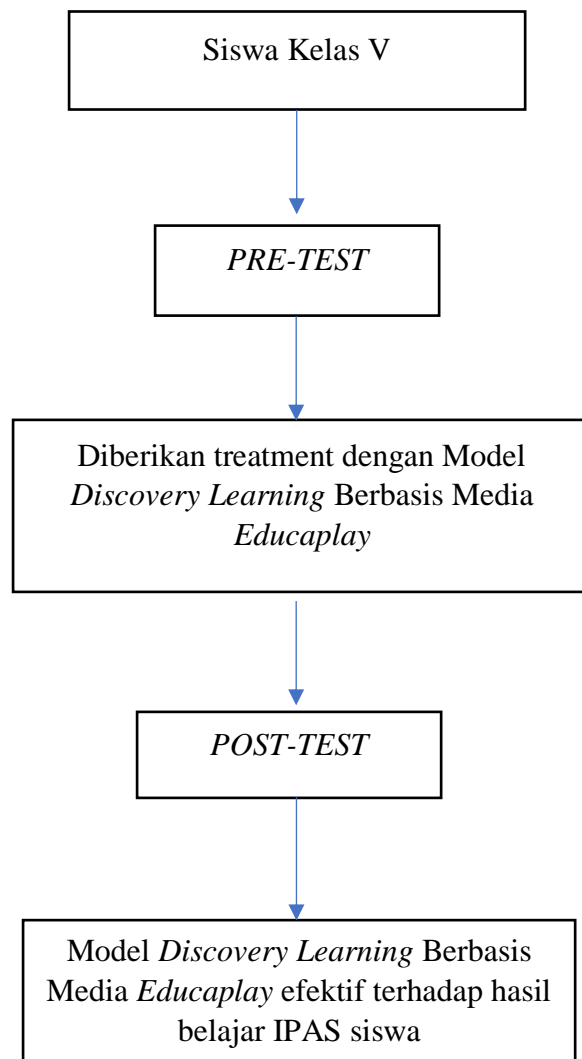 Siswa Kelas V
PRE-TEST
Diberikan treatment dengan Model
Discovery Learning Berbasis Media
Educaplay
POST-TEST
Model Discovery Learning Berbasis
Media Educaplay efektif terhadap hasil
belajar IPAS siswa